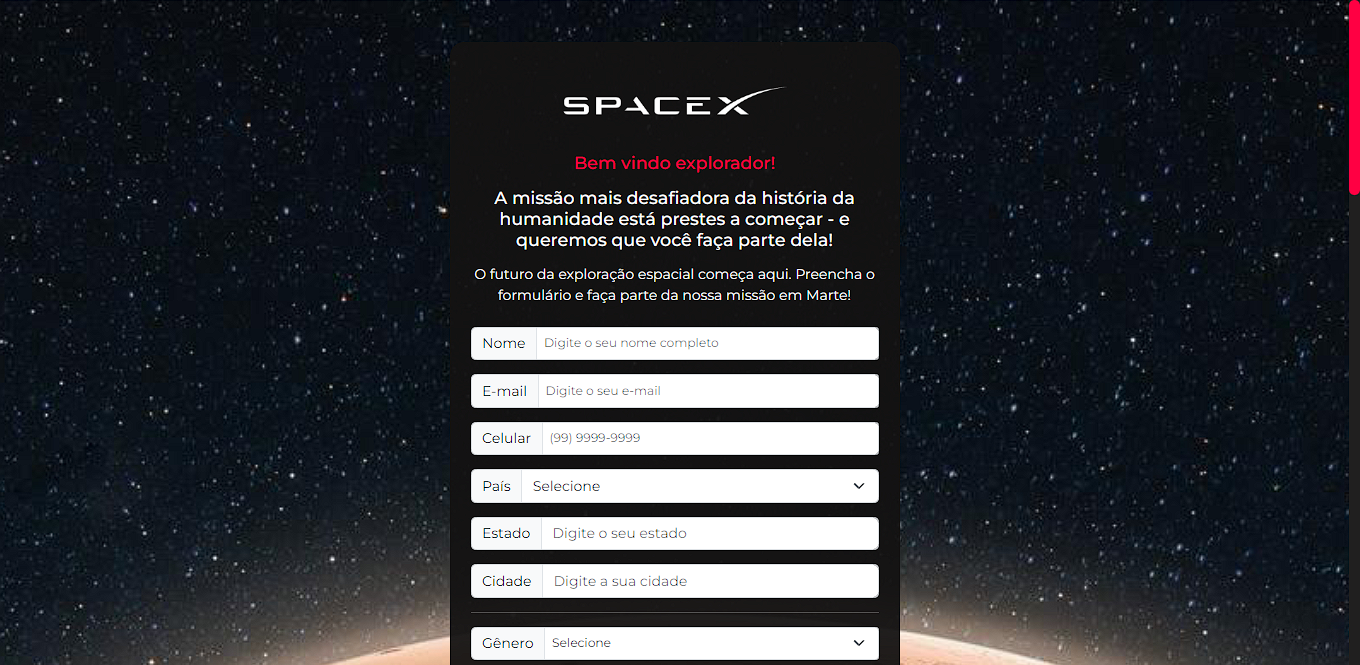 SPACEX
Bem vindo explorador!
A missão mais desafiadora da história da
humanidade está prestes a começar - e
queremos que você faça parte dela!
O futuro da exploração espacial começa aqui. Preencha o
formulário e faça parte da nossa missão em Marte!
Nome Digite o seu nome completo
E-mail Digite o seu e-mail
Celular (99) 9999-9999
País Selecione
Estado Digite o seu estado
Cidade Digite a sua cidade
Gênero Selecione